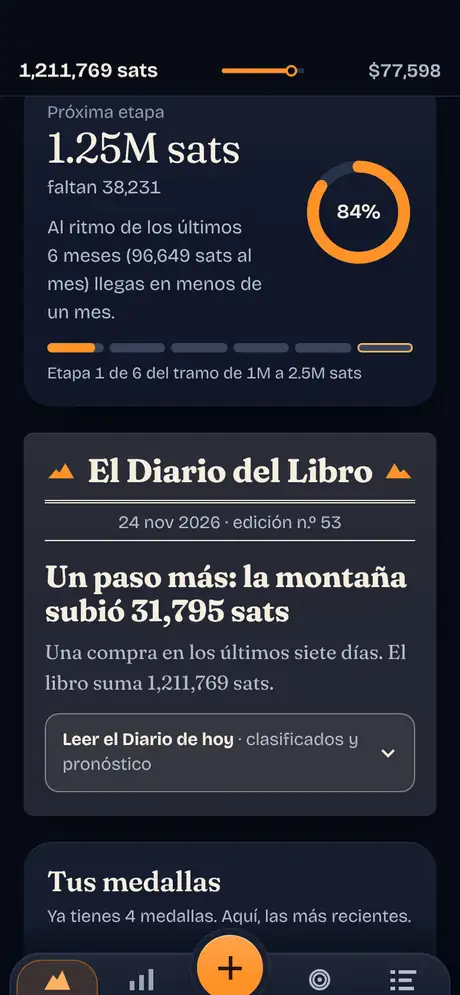 1,211,769 sats
$77,598
Próxima etapa
1.25M sats
faltan 38,231
84%
Al ritmo de los últimos
6 meses (96,649 sats al
mes) llegas en menos de
un mes.
Etapa 1 de 6 del tramo de 1M a 2.5M sats
El Diario del Libro
24 nov 2026 · edición n.º 53
Un paso más: la montaña
subió 31,795 sats
Una compra en los últimos siete días. El
libro suma 1,211,769 sats.
Leer el Diario de hoy · clasificados y
pronóstico
Tus medallas
Ya tienes 4 medallas. Aquí, las más recientes.